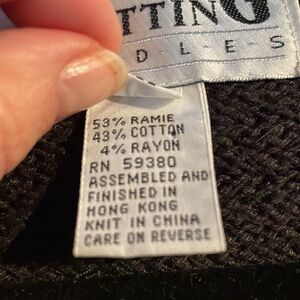 TTING
D-L-E-S
53% RAMIE
43% COTTON
4% RAYON
RN 59380
ASSEMBLED AND
FINISHED IN
HONG KONG
KNIT IN CHINA
CARE ON REVERSE